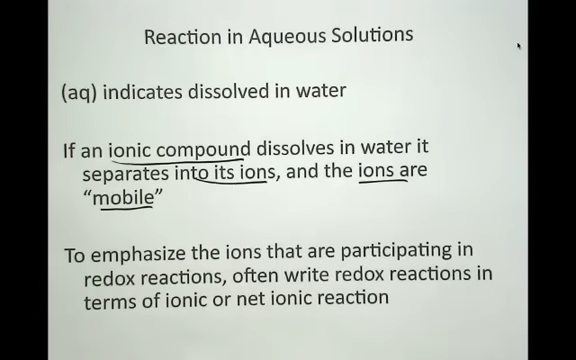 Reaction in Aqueous Solutions
(aq) indicates dissolved in water
If an ionic compound dissolves in water it
separates into its ions, and the ions are
“mobile”
To emphasize the ions that are participating in
redox reactions, often write redox reactions in
terms of ionic or net ionic reaction